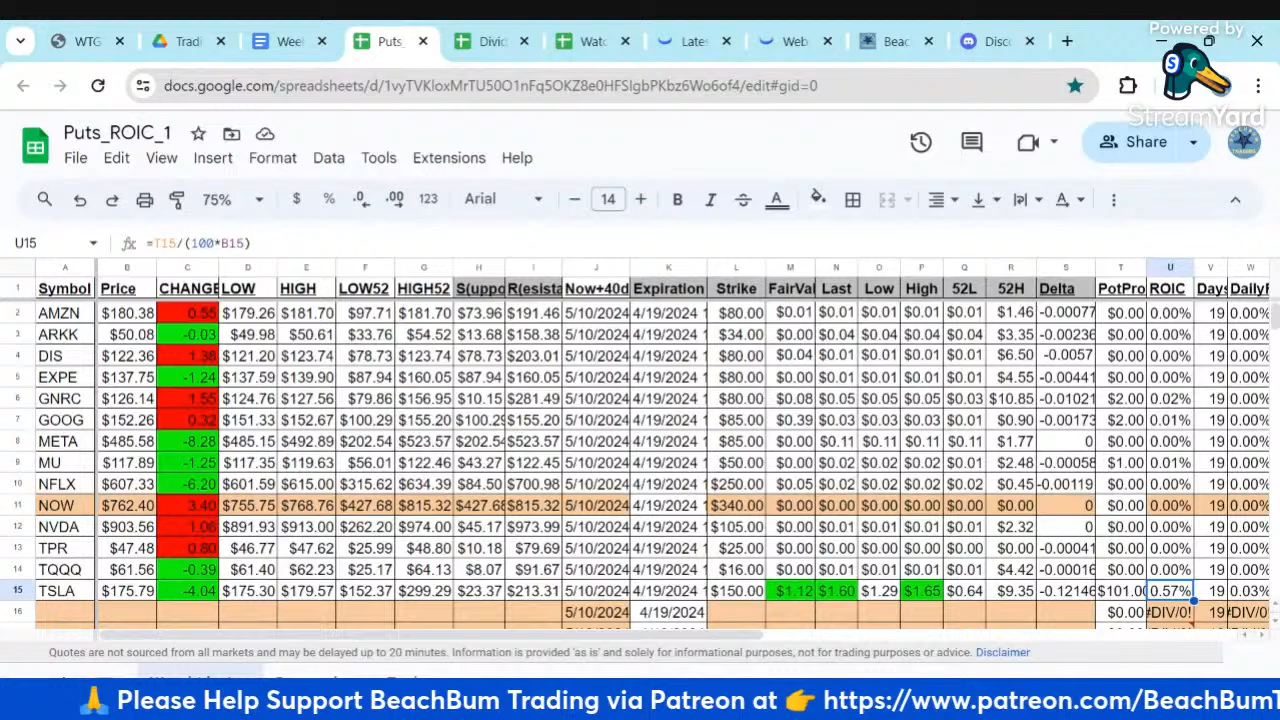 WTG
Tradi
Wee
Puts_
Divic
Watc
Late
Web
Beac
Disc
Powered by
docs.google.com/spreadsheets/d/1vyTVKloxMrTU50O1nFq5OKZ8e0HFSIgbPKbz6Wo6of4/edit#gid=0
StreamYard
Puts_ROIC_1
File Edit View Insert Format Data Tools Extensions Help
Share
75% $ % .0 .00 123 Arial 14 B I A
U15 fx =T15/(100*B15)
A B C D E F G H I J K L M N O P Q R S T U V W
1 Symbol Price CHANGE LOW HIGH LOW52 HIGH52 S(uppo R(esista Now+40d Expiration Strike FairVal Last Low High 52L 52H Delta PotPro ROIC Days DailyF
2 AMZN $180.38 0.55 $179.26 $181.70 $97.71 $181.70 $73.96 $191.46 5/10/2024 4/19/2024 1 $80.00 $0.01 $0.01 $0.01 $0.01 $0.01 $1.46 -0.00077 $0.00 0.00% 19 0.00%
3 ARKK $50.08 -0.03 $49.98 $50.61 $33.76 $54.52 $13.68 $158.38 5/10/2024 4/19/2024 1 $34.00 $0.00 $0.04 $0.04 $0.04 $0.04 $3.35 -0.00236 $0.00 0.00% 19 0.00%
4 DIS $122.36 1.38 $121.20 $123.74 $78.73 $123.74 $78.73 $203.01 5/10/2024 4/19/2024 1 $80.00 $0.04 $0.01 $0.01 $0.01 $0.01 $6.50 -0.0057 $0.00 0.00% 19 0.00%
5 EXPE $137.75 -1.24 $137.59 $139.90 $87.94 $160.05 $87.94 $160.05 5/10/2024 4/19/2024 1 $80.00 $0.00 $0.01 $0.01 $0.01 $0.01 $4.55 -0.00441 $0.00 0.00% 19 0.00%
6 GNRC $126.14 1.55 $124.76 $127.56 $79.86 $156.95 $10.15 $281.49 5/10/2024 4/19/2024 1 $80.00 $0.08 $0.05 $0.05 $0.05 $0.03 $10.85 -0.01021 $2.00 0.02% 19 0.00%
7 GOOG $152.26 0.32 $151.33 $152.67 $100.29 $155.20 $100.29 $155.20 5/10/2024 4/19/2024 1 $85.00 $0.39 $0.03 $0.03 $0.03 $0.01 $0.90 -0.00173 $2.00 0.01% 19 0.00%
8 META $485.58 -8.28 $485.15 $492.89 $202.54 $523.57 $202.54 $523.57 5/10/2024 4/19/2024 1 $85.00 $0.00 $0.11 $0.11 $0.11 $0.11 $1.77 0 $0.00 0.00% 19 0.00%
9 MU $117.89 -1.25 $117.35 $119.63 $56.01 $122.46 $43.27 $122.45 5/10/2024 4/19/2024 1 $50.00 $0.00 $0.02 $0.02 $0.02 $0.01 $2.48 -0.00058 $1.00 0.01% 19 0.00%
10 NFLX $607.33 -6.20 $601.59 $615.00 $315.62 $634.39 $84.50 $700.98 5/10/2024 4/19/2024 1 $250.00 $0.05 $0.02 $0.02 $0.02 $0.01 $0.45 -0.00119 $0.00 0.00% 19 0.00%
11 NOW $762.40 3.40 $755.75 $768.76 $427.68 $815.32 $427.68 $815.32 5/10/2024 4/19/2024 1 $340.00 $0.00 $0.00 $0.00 $0.00 $0.00 $0.00 0 $0.00 0.00% 19 0.00%
12 NVDA $903.56 1.06 $891.93 $913.00 $262.20 $974.00 $45.17 $973.99 5/10/2024 4/19/2024 1 $105.00 $0.00 $0.01 $0.01 $0.01 $0.01 $2.32 0 $0.00 0.00% 19 0.00%
13 TPR $47.48 0.80 $46.77 $47.62 $25.99 $48.80 $10.18 $79.69 5/10/2024 4/19/2024 1 $25.00 $0.00 $0.00 $0.00 $0.00 $0.00 $0.00 -0.00041 $0.00 0.00% 19 0.00%
14 TQQQ $61.56 -0.39 $61.40 $62.23 $25.17 $64.13 $8.07 $91.67 5/10/2024 4/19/2024 1 $16.00 $0.00 $0.01 $0.01 $0.01 $0.00 $4.42 -0.00016 $0.00 0.00% 19 0.00%
15 TSLA $175.79 -4.04 $175.30 $179.57 $152.37 $299.29 $23.37 $213.31 5/10/2024 4/19/2024 1 $150.00 $1.12 $1.60 $1.29 $1.65 $0.64 $9.35 -0.12146 $101.00 0.57% 19 0.03%
16 5/10/2024 4/19/2024 $0.00 #DIV/0! 19 #DIV/0
Quotes are not sourced from all markets and may be delayed up to 20 minutes. Information is provided 'as is' and solely for informational purposes, not for trading purposes or advice. Disclaimer
🙏 Please Help Support BeachBum Trading via Patreon at 👉 https://www.patreon.com/BeachBumT